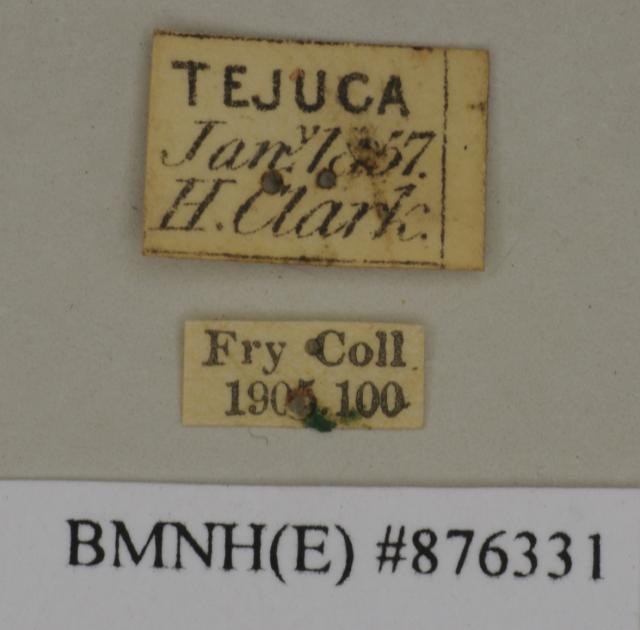 TEJUCA
Jany. 1857.
H. Clark.
Fry Coll
1905.100.
BMNH(E) #876331